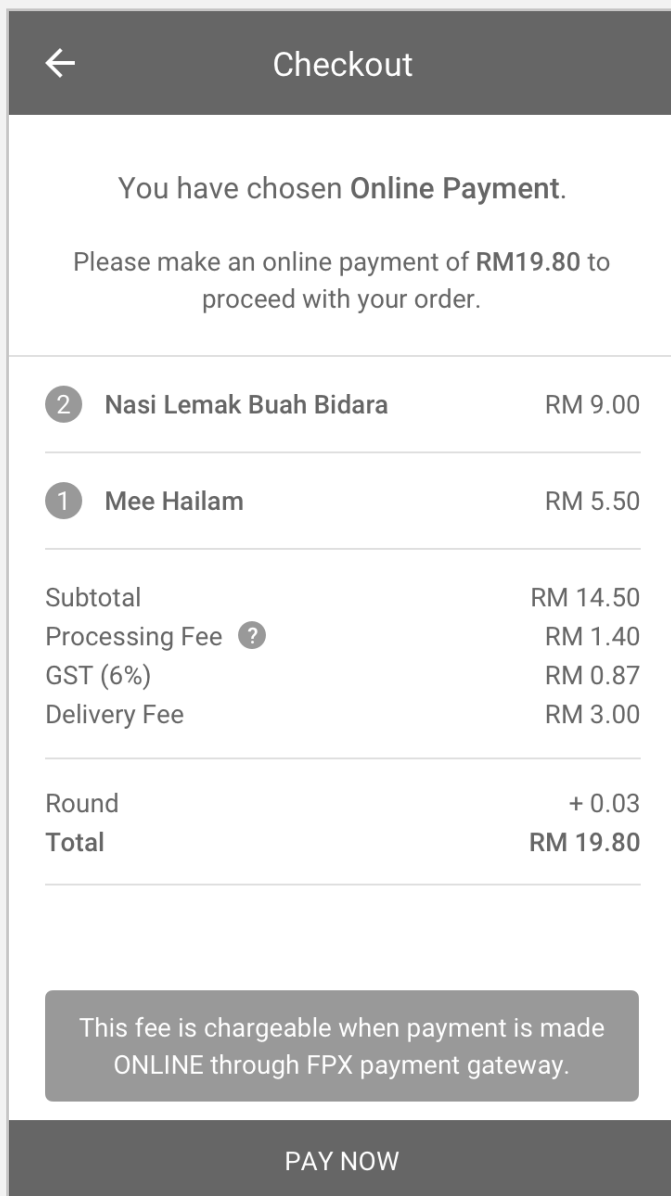 Checkout
You have chosen Online Payment.
Please make an online payment of RM19.80 to
proceed with your order.
2 Nasi Lemak Buah Bidara RM 9.00
1 Mee Hailam RM 5.50
Subtotal RM 14.50
Processing Fee ? RM 1.40
GST (6%) RM 0.87
Delivery Fee RM 3.00
Round + 0.03
Total RM 19.80
This fee is chargeable when payment is made
ONLINE through FPX payment gateway.
PAY NOW